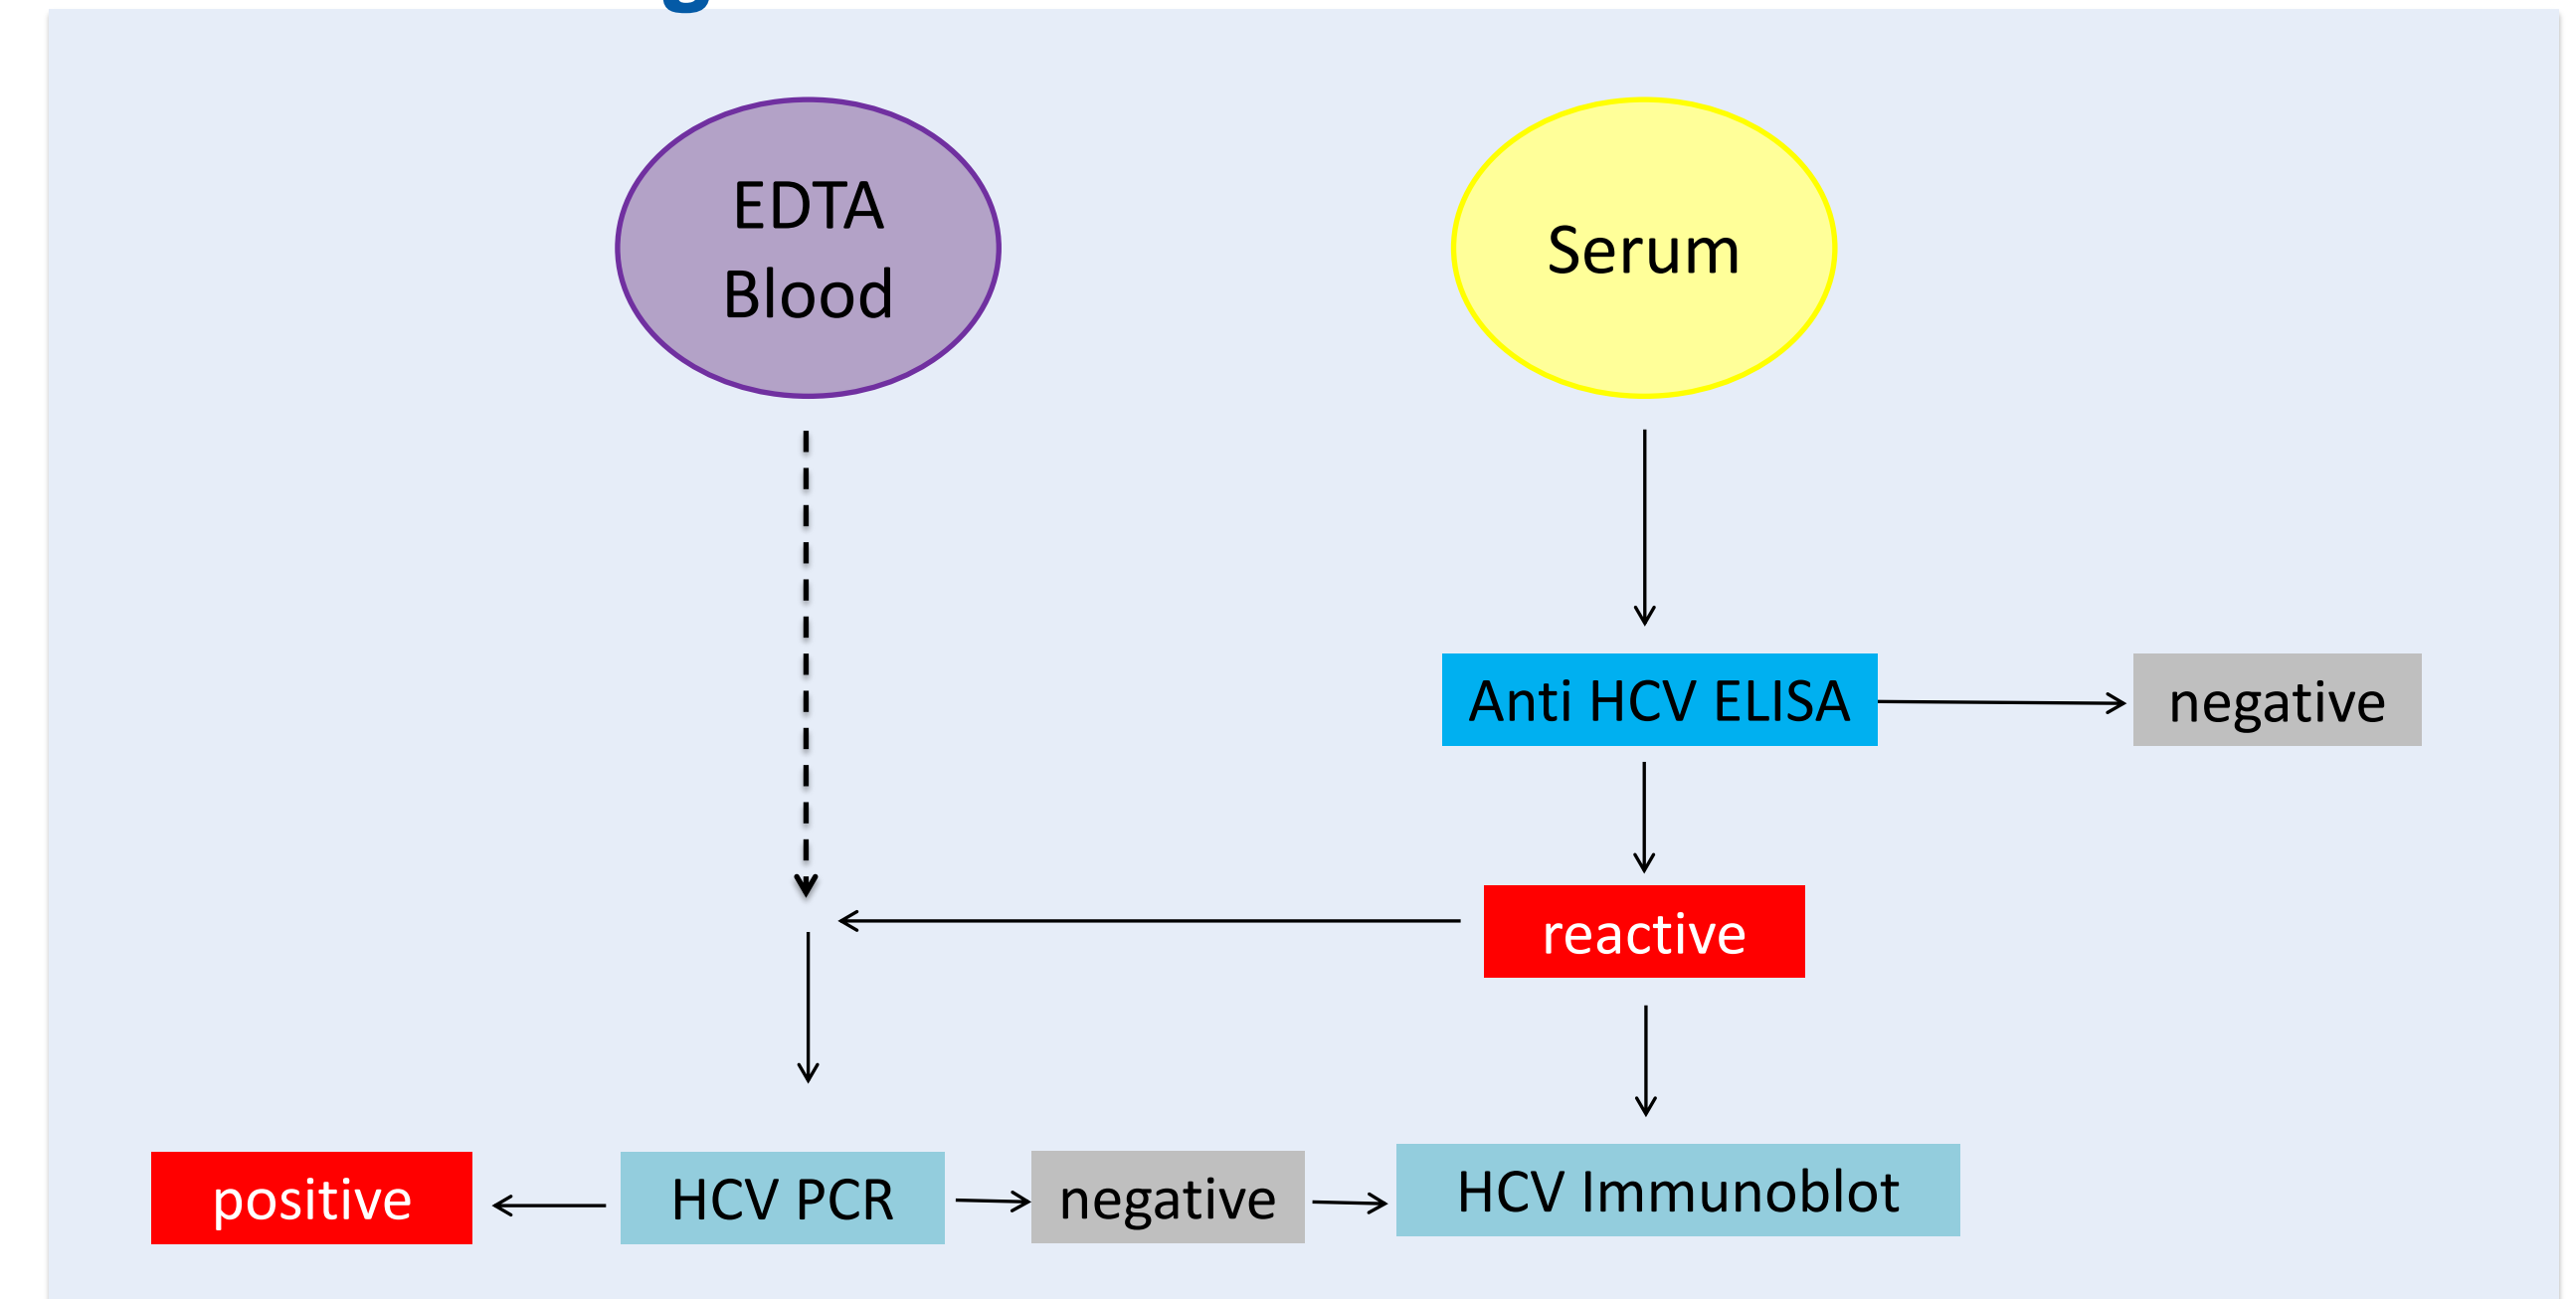 EDTA
Blood
Serum
Anti HCV ELISA
negative
reactive
positive
HCV PCR
negative
HCV Immunoblot